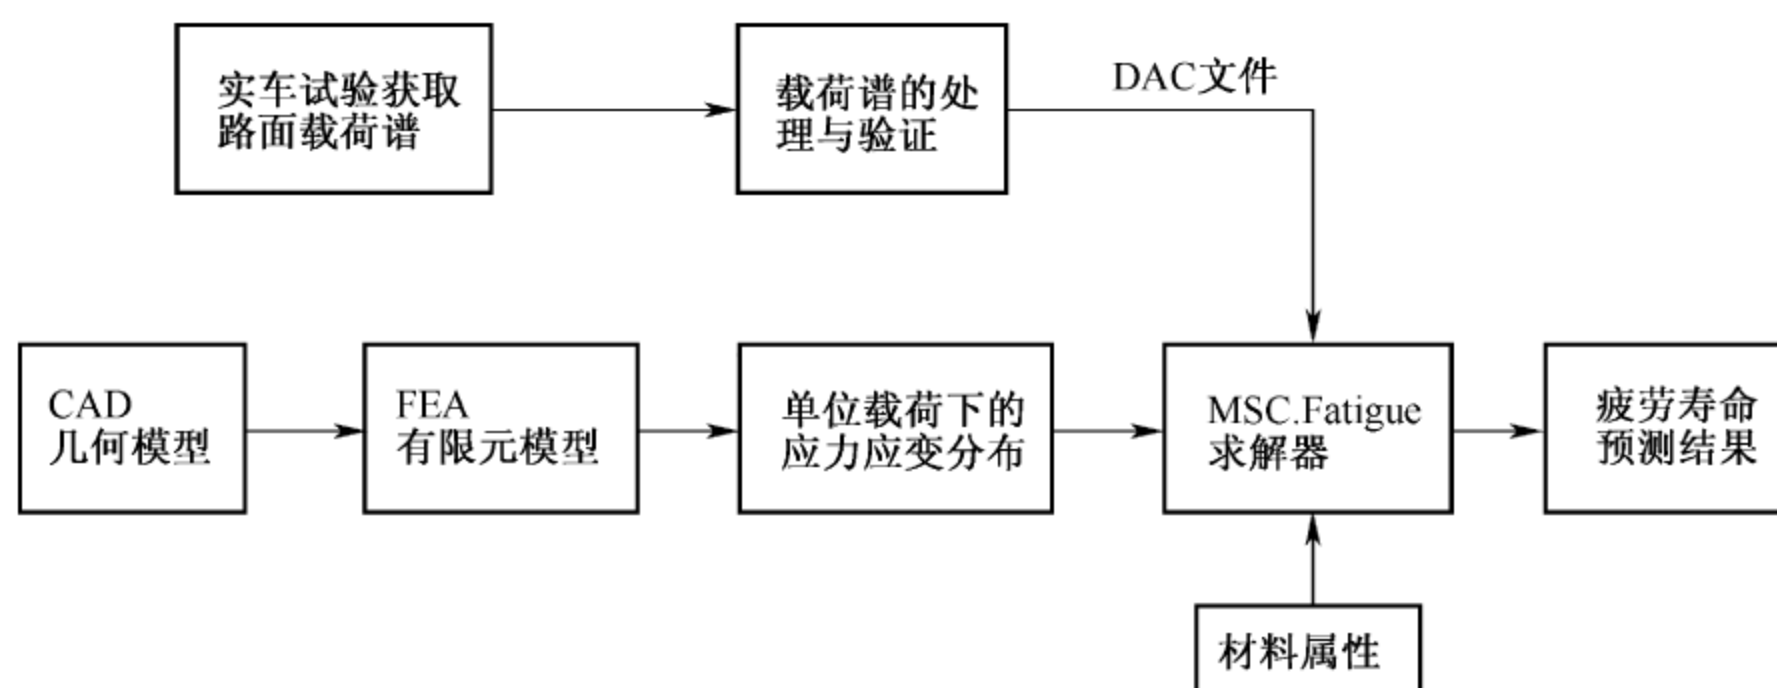 实车试验获取
路面载荷谱
载荷谱的处
理与验证
DAC文件
CAD
几何模型
FEA
有限元模型
单位载荷下的
应力应变分布
MSC.Fatigue
求解器
疲劳寿命
预测结果
材料属性